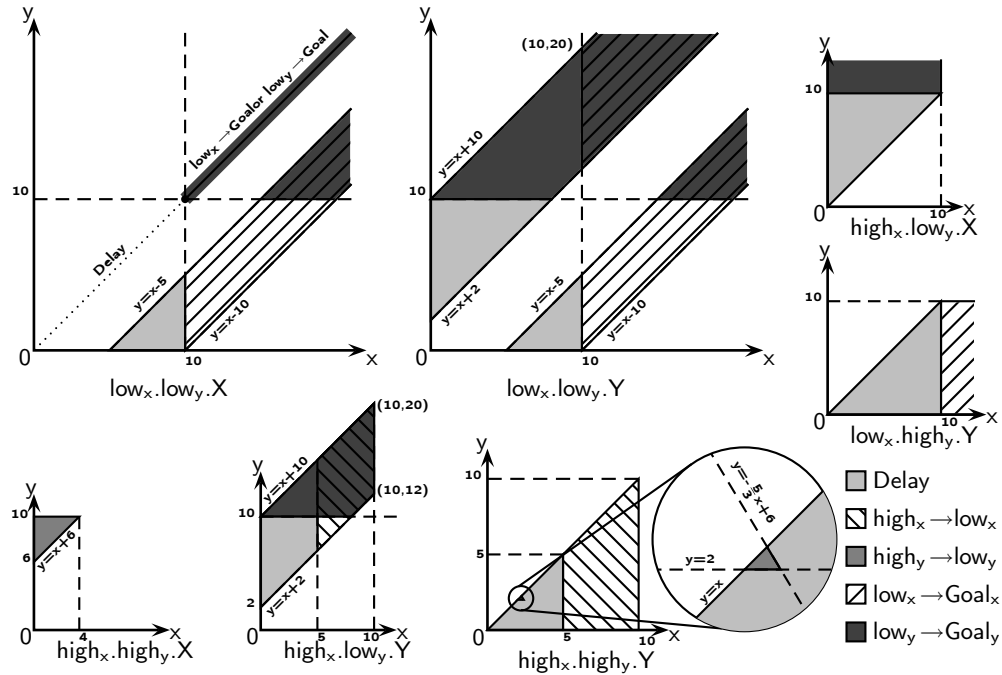 y
10
low_x→Goal or low_y→Goal
Delay
y=x-5
y=x-10
0
10
x
low_x.low_y.X
y
(10,20)
y=x+10
10
y=x+2
y=x-5
y=x-10
0
10
x
low_x.low_y.Y
y
10
0
10
x
high_x.low_y.X
y
10
0
10
x
low_x.high_y.Y
y
10
6
y=x+6
0
4
x
high_x.high_y.X
y
(10,20)
y=x+10
(10,12)
10
y=x+2
2
0
5
10
x
high_x.low_y.Y
y
10
5
0
5
10
x
high_x.high_y.Y
y=-5/3x+6
y=2
y=x
Delay
high_x→low_x
high_y→low_y
low_x→Goal_x
low_y→Goal_y